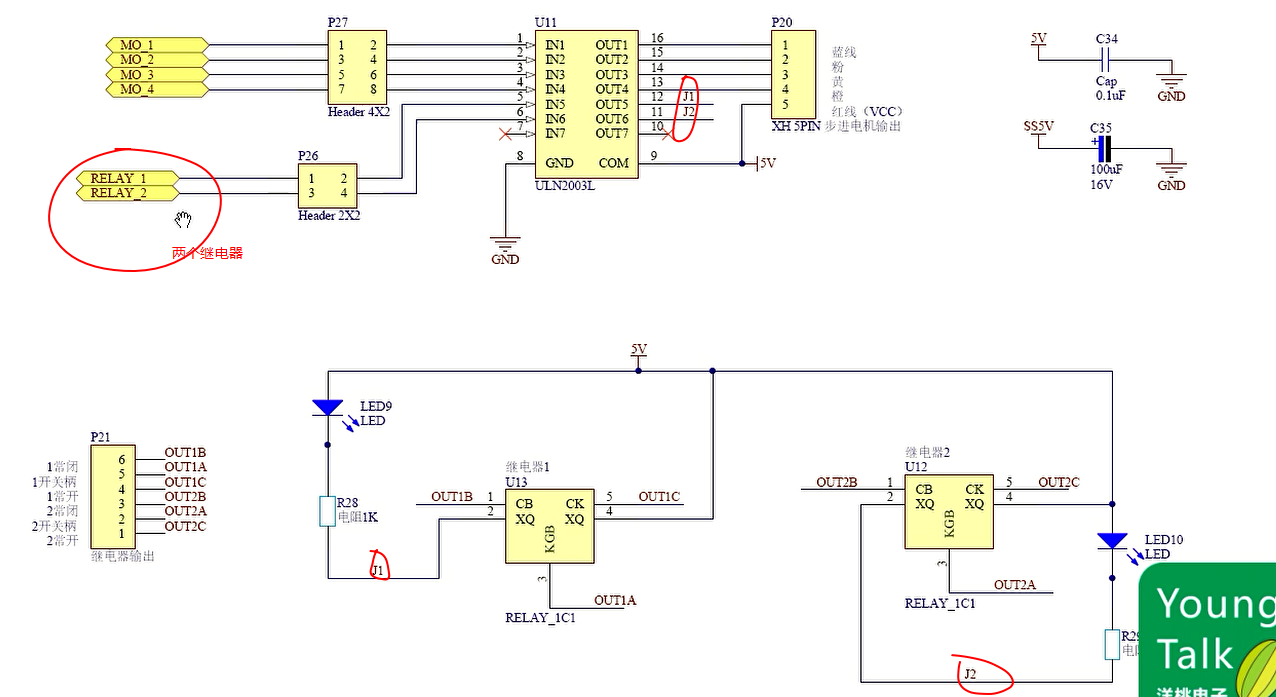 P27
U11
P20
MO_1
MO_2
MO_3
MO_4
1 2
3 4
5 6
7 8
Header 4X2
1 IN1 OUT1 16
2 IN2 OUT2 15
3 IN3 OUT3 14
4 IN4 OUT4 13
5 IN5 OUT5 12 J1
6 IN6 OUT6 11 J2
7 IN7 OUT7 10
8 GND COM 9 5V
ULN2003L
GND
1 蓝线
2 粉
3 黄
4 橙
5 红线（VCC）
XH 5PIN 步进电机输出
5V
C34
Cap
0.1uF
GND
SS5V
C35
+
100uF
16V
GND
P26
RELAY_1
RELAY_2
1 2
3 4
Header 2X2
两个继电器
5V
LED9
LED
R28
电阻1K
J1
P21
6 OUT1B
1常闭 5 OUT1A
1开关柄 4 OUT1C
1常开 3 OUT2B
2常闭 2 OUT2A
2开关柄 1 OUT2C
2常开
继电器输出
继电器1
U13
OUT1B 1 CB CK 5 OUT1C
2 XQ XQ 4
KGB
3
OUT1A
RELAY_1C1
继电器2
U12
OUT2B 1 CB CK 5 OUT2C
2 XQ XQ 4
KGB
3
OUT2A
RELAY_1C1
LED10
LED
J2
Young
Talk
洋桃电子